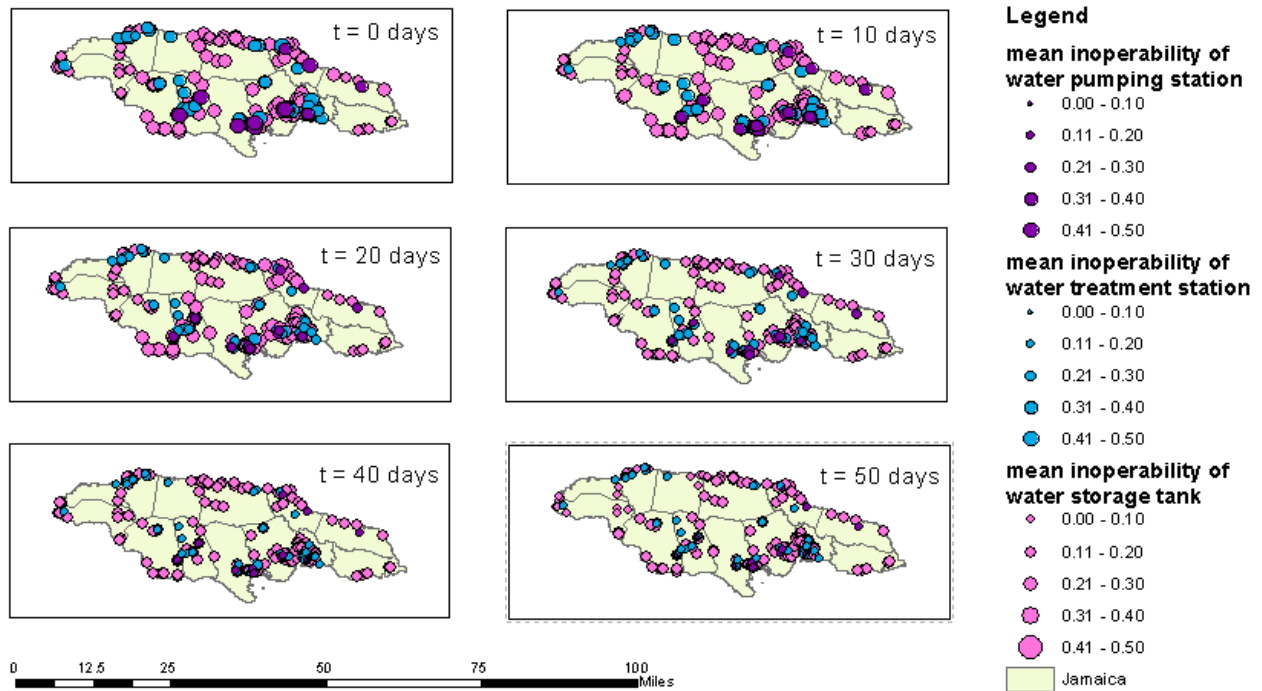 t = 0 days
t = 10 days
t = 20 days
t = 30 days
t = 40 days
t = 50 days
0 12.5 25 50 75 100
Miles
Legend
mean inoperability of
water pumping station
0.00 - 0.10
0.11 - 0.20
0.21 - 0.30
0.31 - 0.40
0.41 - 0.50
mean inoperability of
water treatment station
0.00 - 0.10
0.11 - 0.20
0.21 - 0.30
0.31 - 0.40
0.41 - 0.50
mean inoperability of
water storage tank
0.00 - 0.10
0.11 - 0.20
0.21 - 0.30
0.31 - 0.40
0.41 - 0.50
Jamaica